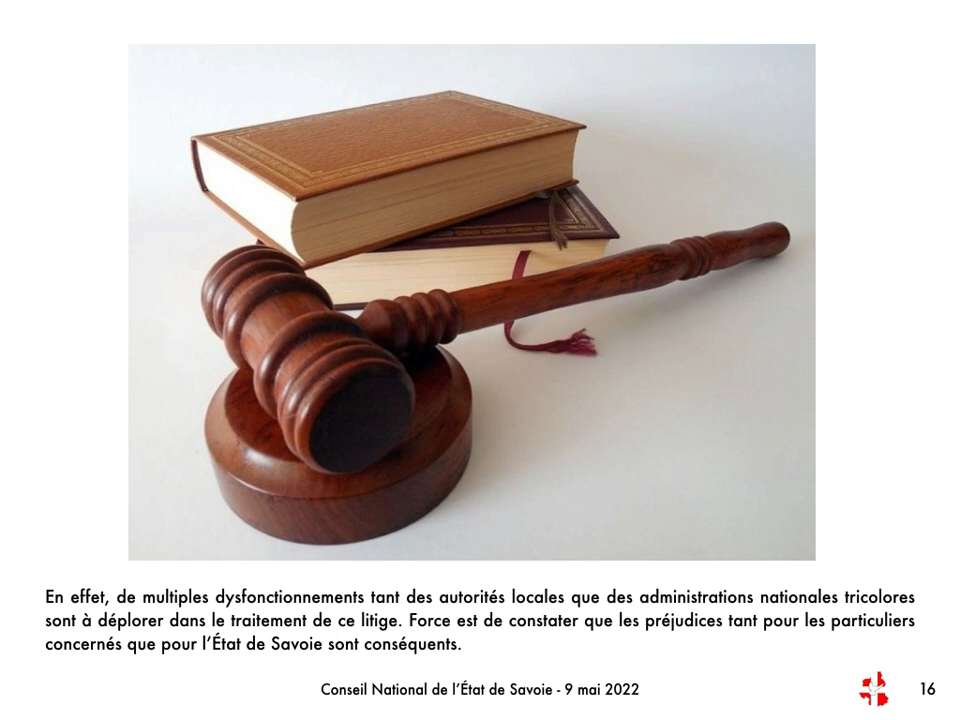 En effet, de multiples dysfonctionnements tant des autorités locales que des administrations nationales tricolores
sont à déplorer dans le traitement de ce litige. Force est de constater que les préjudices tant pour les particuliers
concernés que pour l’État de Savoie sont conséquents.
Conseil National de l’État de Savoie - 9 mai 2022
16